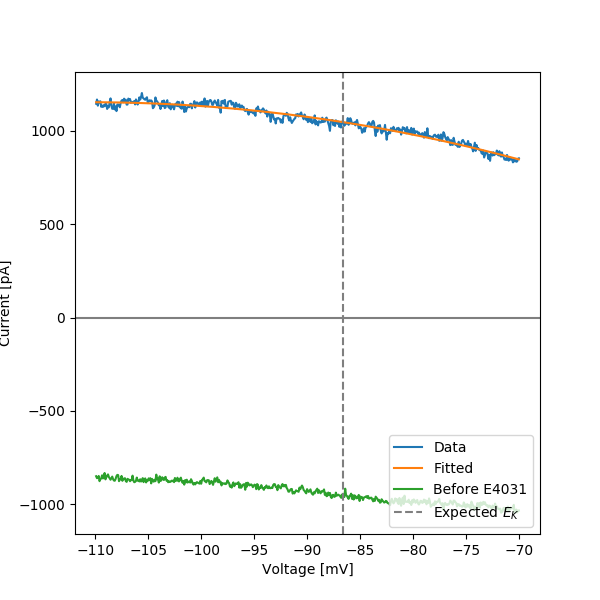 1000
500
0
−500
−1000
Current [pA]
−110 −105 −100 −95 −90 −85 −80 −75 −70
Voltage [mV]
Data
Fitted
Before E4031
Expected E_K